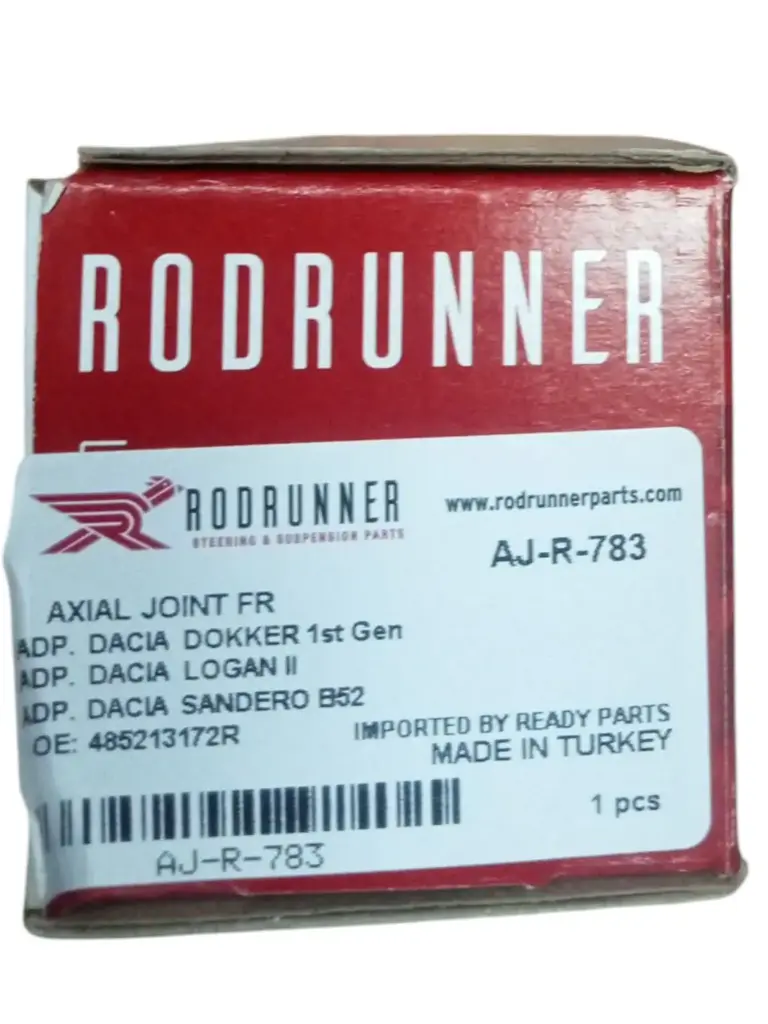 RODRUNNER
RODRUNNER
STEERING & SUSPENSION PARTS
www.rodrunnerparts.com
AJ-R-783
AXIAL JOINT FR
ADP. DACIA DOKKER 1st Gen
ADP. DACIA LOGAN II
ADP. DACIA SANDERO B52
OE: 485213172R
IMPORTED BY READY PARTS
MADE IN TURKEY
1 pcs
AJ-R-783